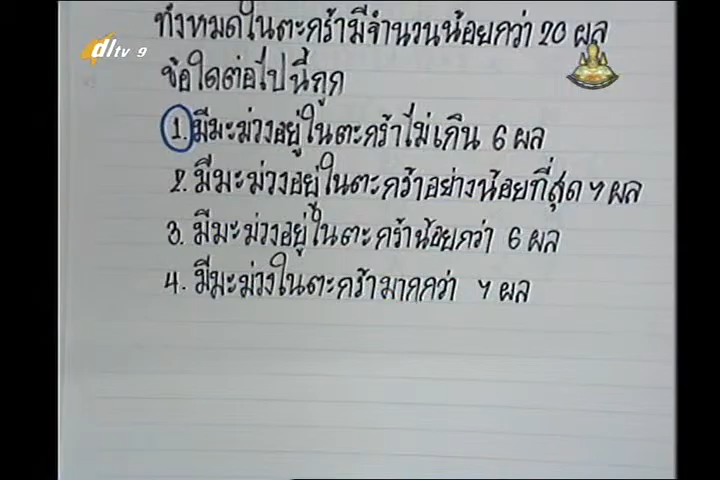 dltv 9
ทั้งหมดในตะกร้ามีจำนวนน้อยกว่า 20 ผล
ข้อใดต่อไปนี้ถูก
1. มีมะม่วงอยู่ในตะกร้าไม่เกิน 6 ผล
2. มีมะม่วงอยู่ในตะกร้าอย่างน้อยที่สุด 7 ผล
3. มีมะม่วงอยู่ในตะกร้าน้อยกว่า 6 ผล
4. มีมะม่วงในตะกร้ามากกว่า 7 ผล